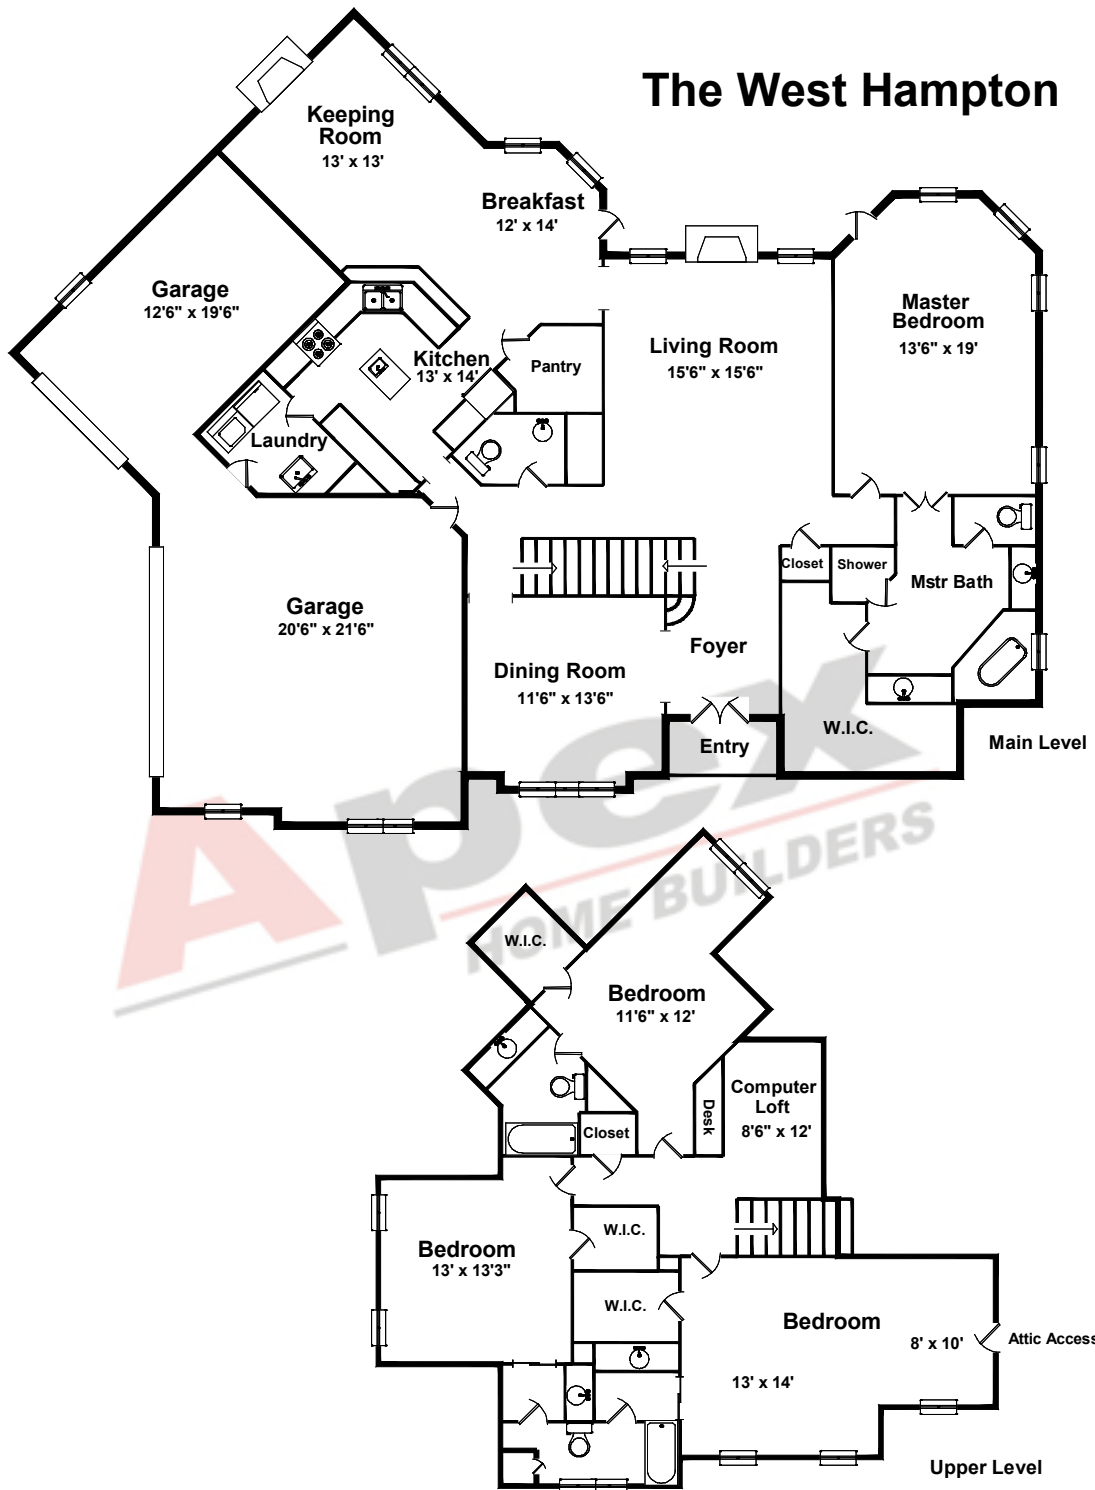 The West Hampton
Keeping
Room
13' x 13'
Breakfast
12' x 14'
Garage
12'6" x 19'6"
Kitchen
13' x 14'
Pantry
Living Room
15'6" x 15'6"
Master
Bedroom
13'6" x 19'
Laundry
Closet
Shower
Mstr Bath
Garage
20'6" x 21'6"
Dining Room
11'6" x 13'6"
Foyer
Entry
W.I.C.
Main Level
Apex
HOME BUILDERS
W.I.C.
Bedroom
11'6" x 12'
Computer
Loft
8'6" x 12'
Desk
Closet
Bedroom
13' x 13'3"
W.I.C.
W.I.C.
Bedroom
8' x 10'
13' x 14'
Attic Access
Upper Level